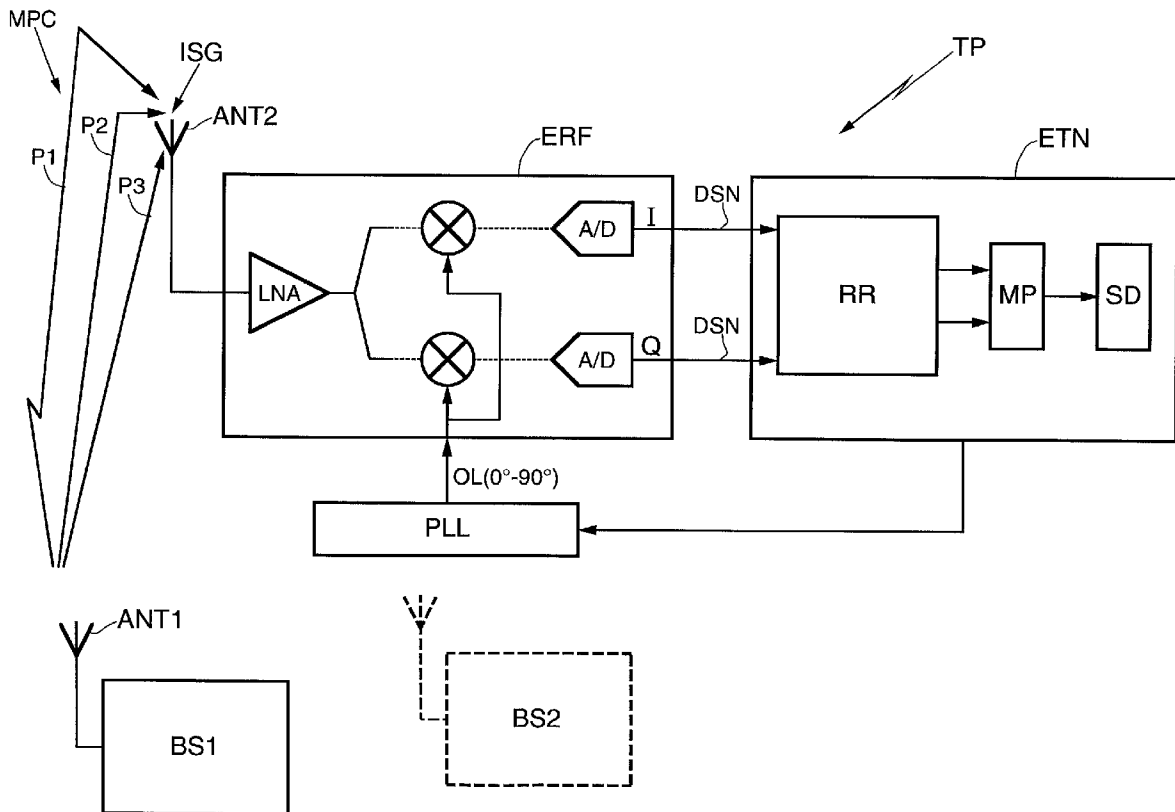 MPC
ISG
TP
ANT2
P2
P1
P3
ERF
ETN
A/D
I
DSN
LNA
RR
MP
SD
A/D
Q
DSN
OL(0°-90°)
PLL
ANT1
BS1
BS2